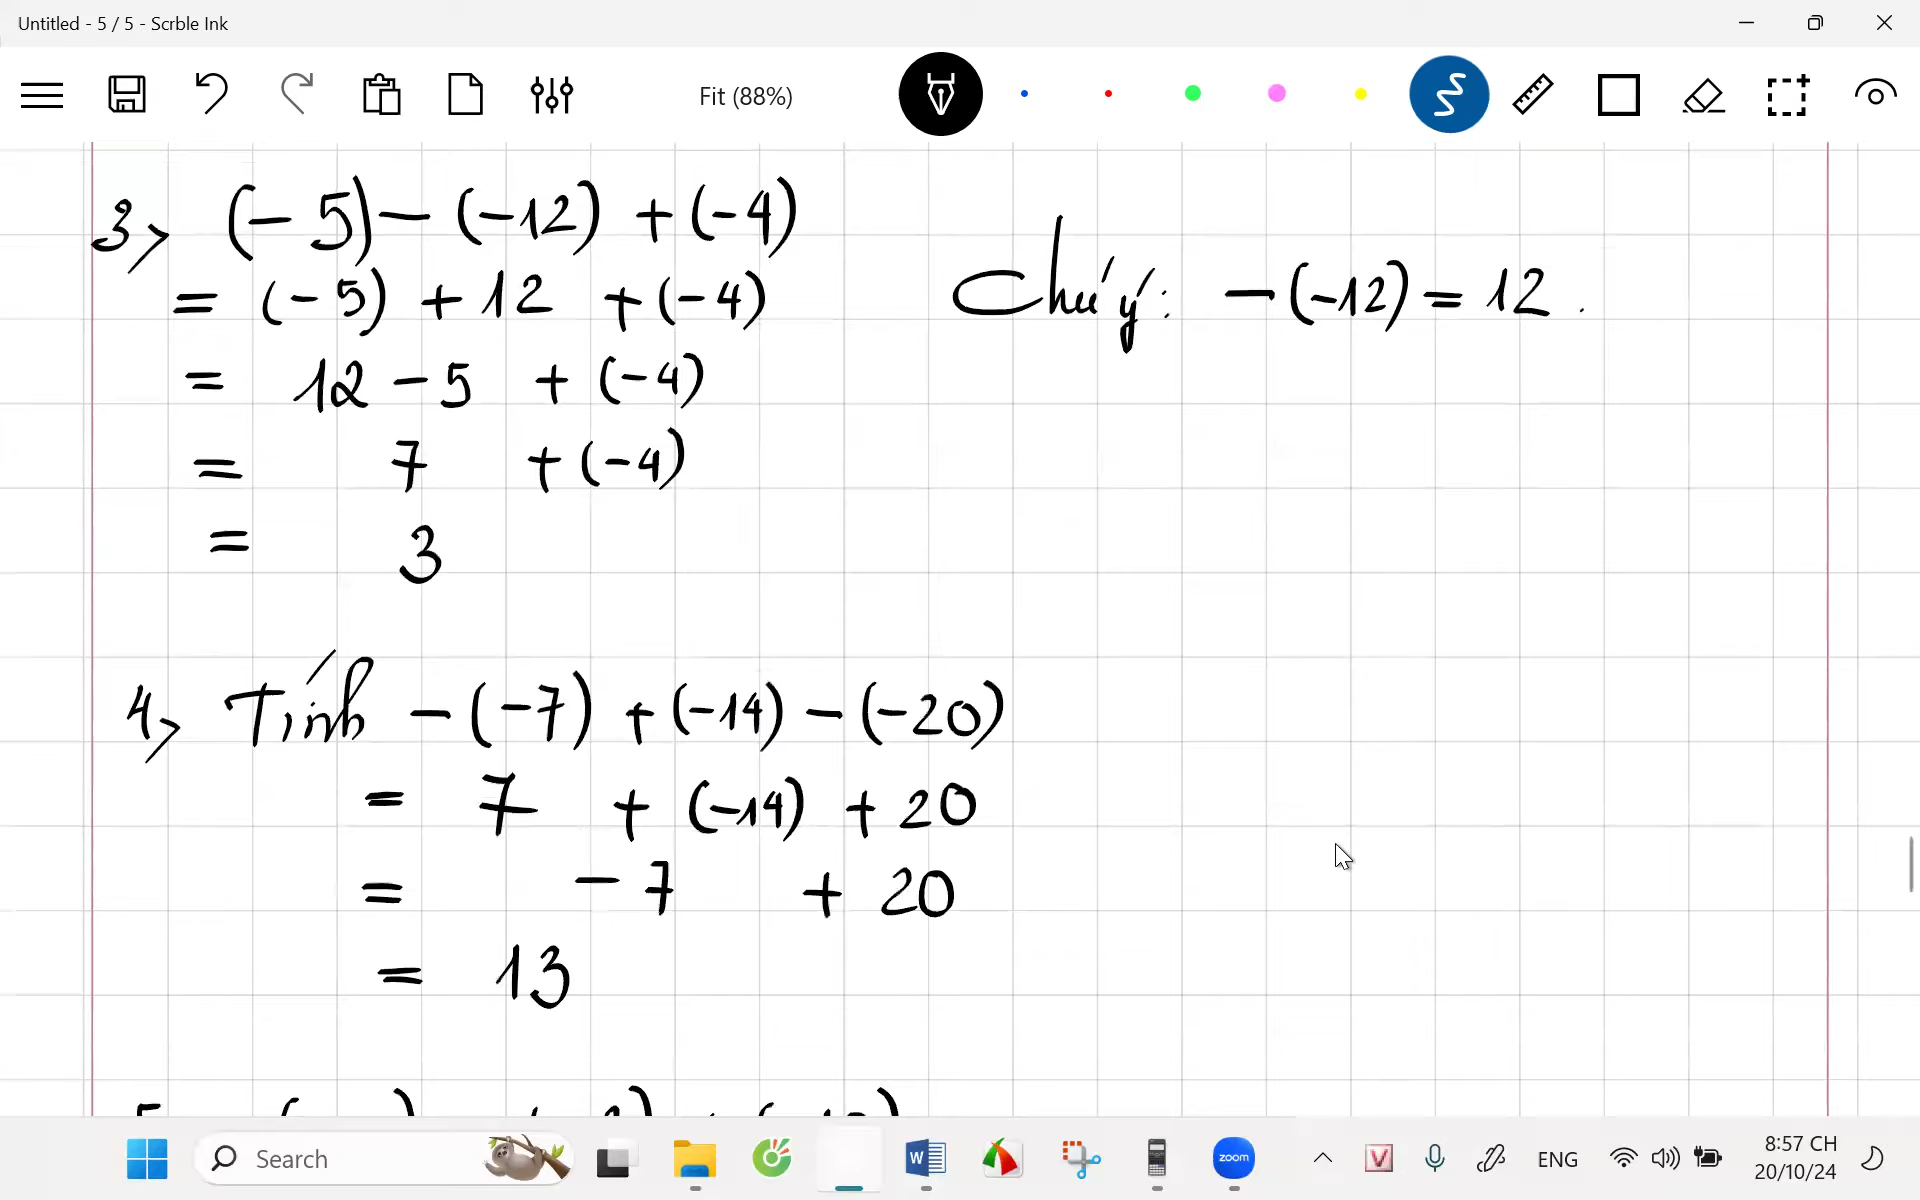 Untitled - 5 / 5 - Scrble Ink
Fit (88%)
3> (-5) - (-12) + (-4)
= (-5) + 12 + (-4)
= 12 - 5 + (-4)
= 7 + (-4)
= 3
Chú ý: -(-12) = 12.
4> Tính -(-7) + (-14) - (-20)
= 7 + (-14) + 20
= -7 + 20
= 13
Search
W
zoom
V
ENG
8:57 CH
20/10/24